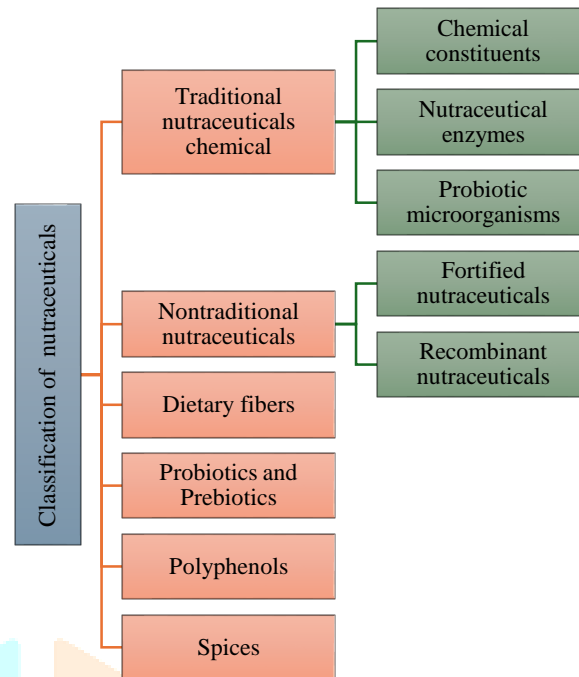 Classification of nutraceuticals
Traditional
nutraceuticals
chemical
Chemical
constituents
Nutraceutical
enzymes
Probiotic
microorganisms
Nontraditional
nutraceuticals
Fortified
nutraceuticals
Recombinant
nutraceuticals
Dietary fibers
Probiotics and
Prebiotics
Polyphenols
Spices